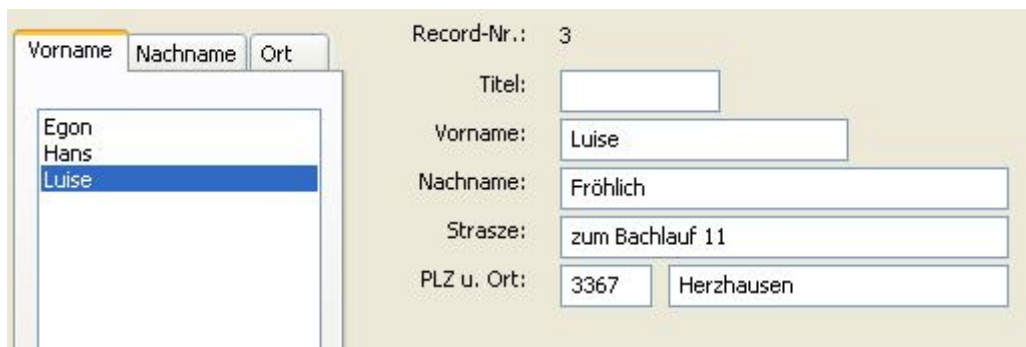 Vorname Nachname Ort
Egon
Hans
Luise
Record-Nr.: 3
Titel:
Vorname: Luise
Nachname: Fröhlich
Strasze: zum Bachlauf 11
PLZ u. Ort: 3367 Herzhausen